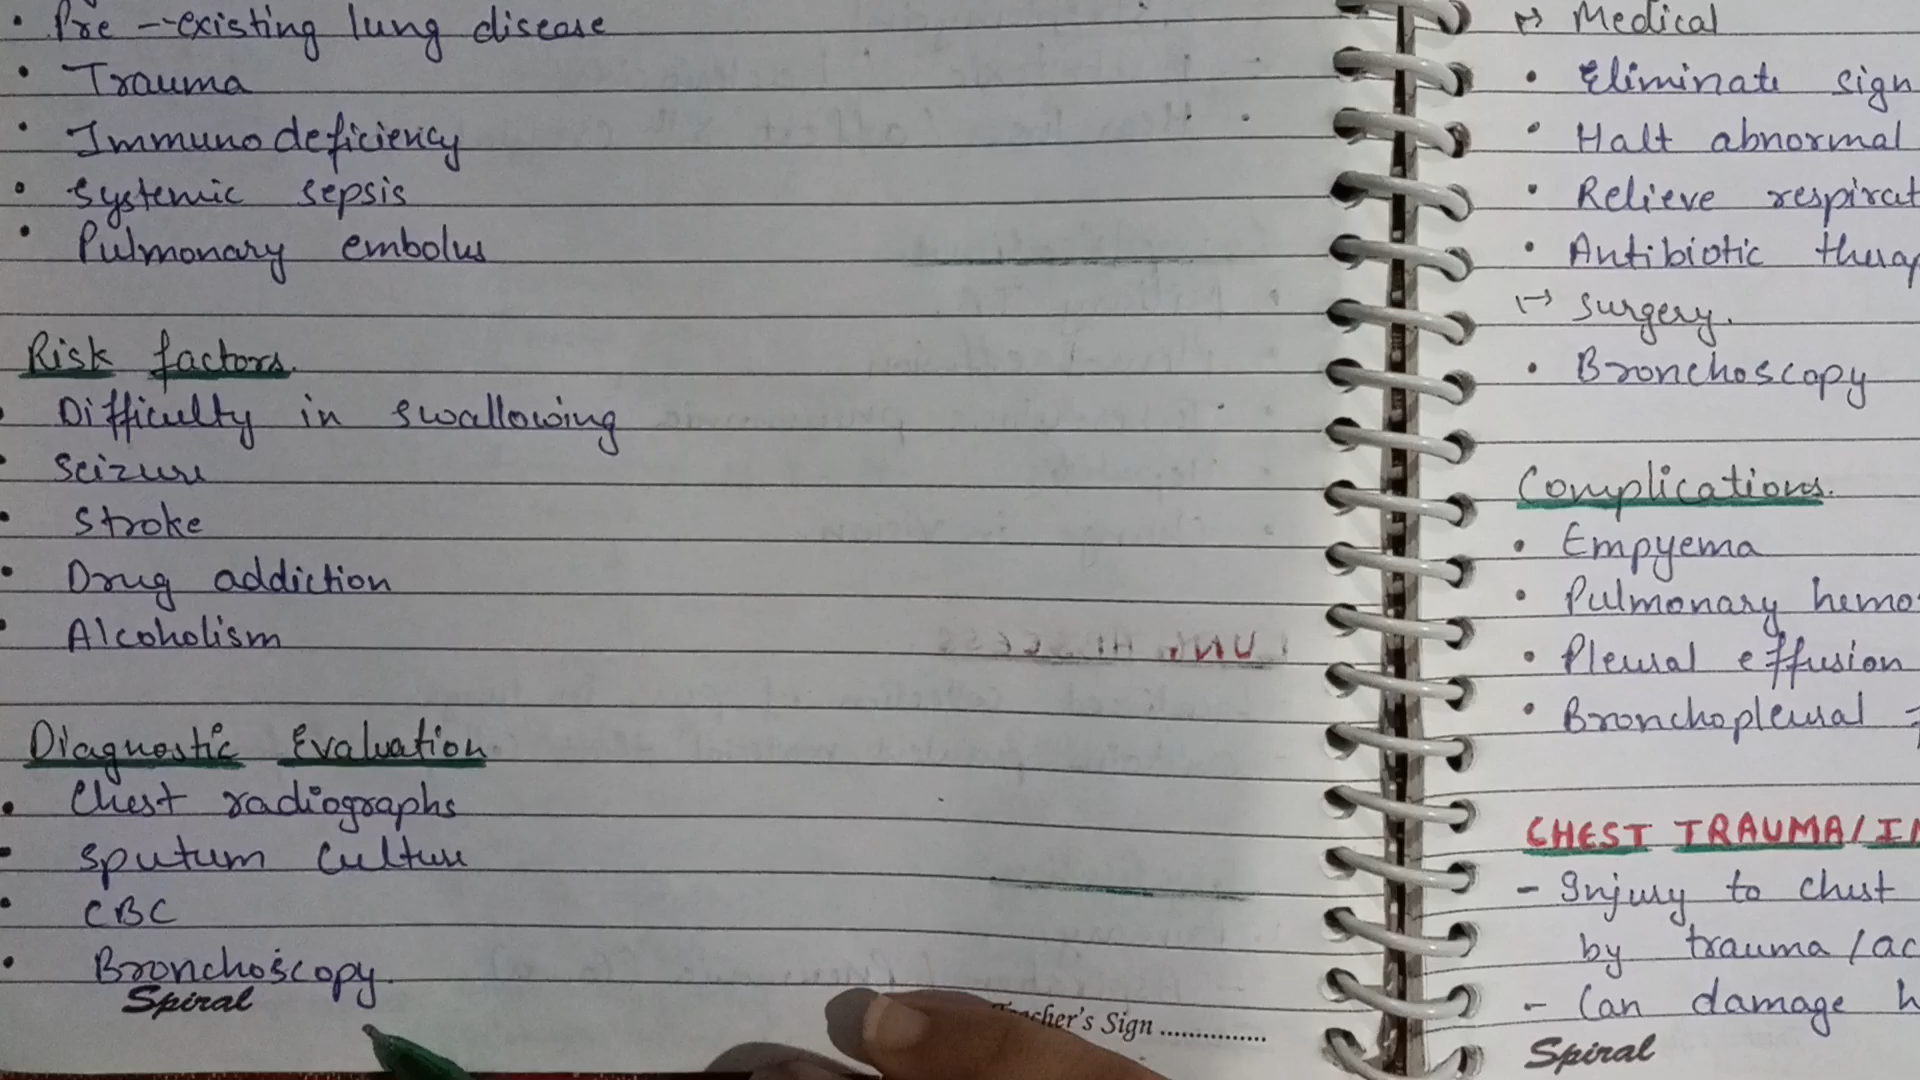 • Pre-existing lung disease
• Trauma
• Immunodeficiency
• Systemic sepsis
• Pulmonary embolus
Risk factors.
• Difficulty in swallowing
• Seizure
• Stroke
• Drug addiction
• Alcoholism
Diagnostic Evaluation
• Chest radiographs
• Sputum Culture
• CBC
• Bronchoscopy.
Spiral
Teacher's Sign ..............
↦ Medical
• Eliminate sign
• Halt abnormal
• Relieve respirat
• Antibiotic therap
↦ Surgery.
• Bronchoscopy
Complications.
• Empyema
• Pulmonary hemo
• Pleural effusion
• Bronchopleural
CHEST TRAUMA/IN
- Injury to chest
by trauma/ac
- Can damage h
Spiral